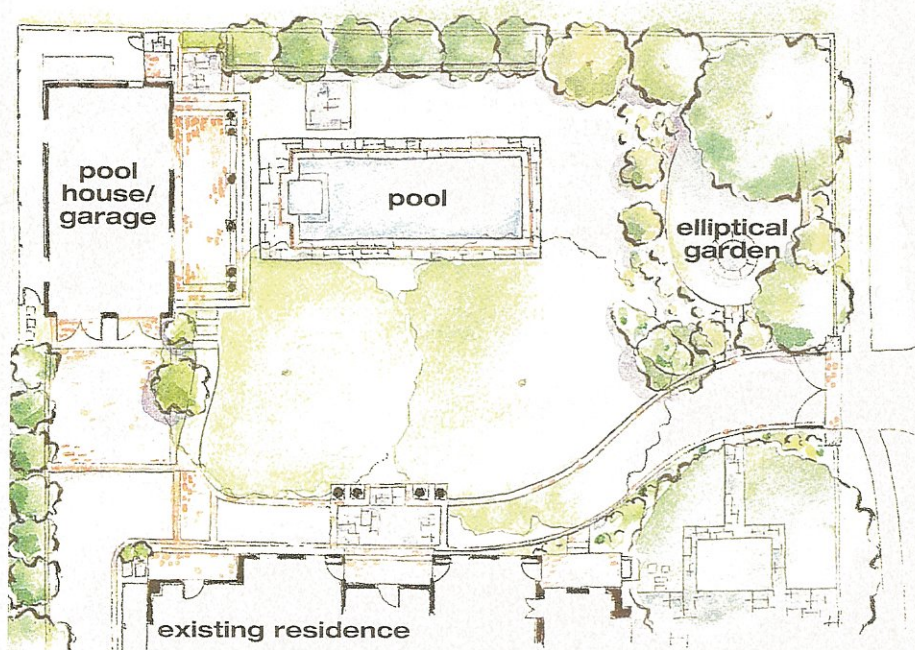 pool
house/
garage
pool
elliptical
garden
existing residence